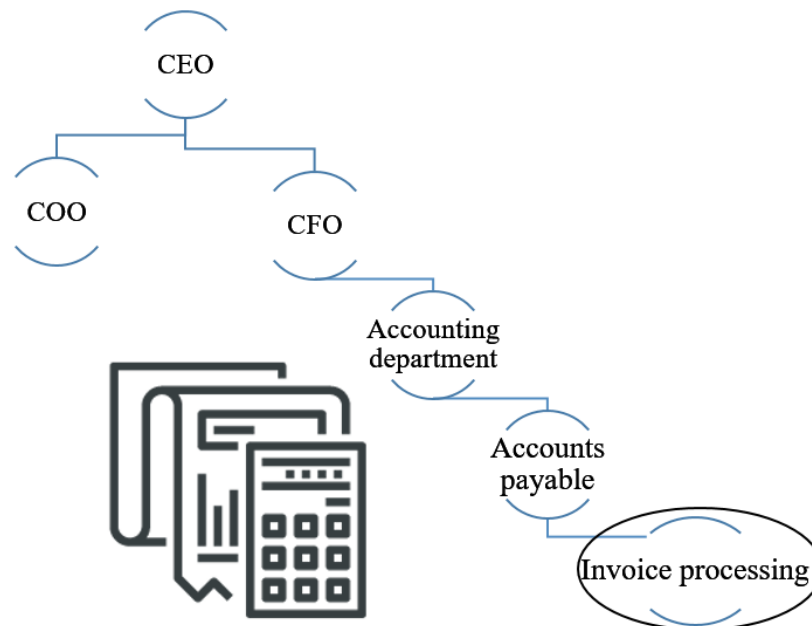 CEO
COO
CFO
Accounting
department
Accounts
payable
Invoice processing